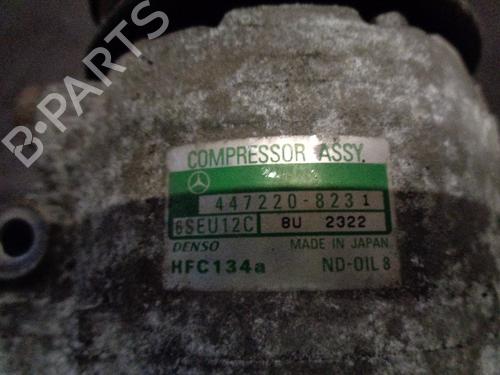 B-PARTS
COMPRESSOR ASSY.
447220-8231
6SEU12C 8U 2322
DENSO MADE IN JAPAN
HFC134a ND-OIL 8